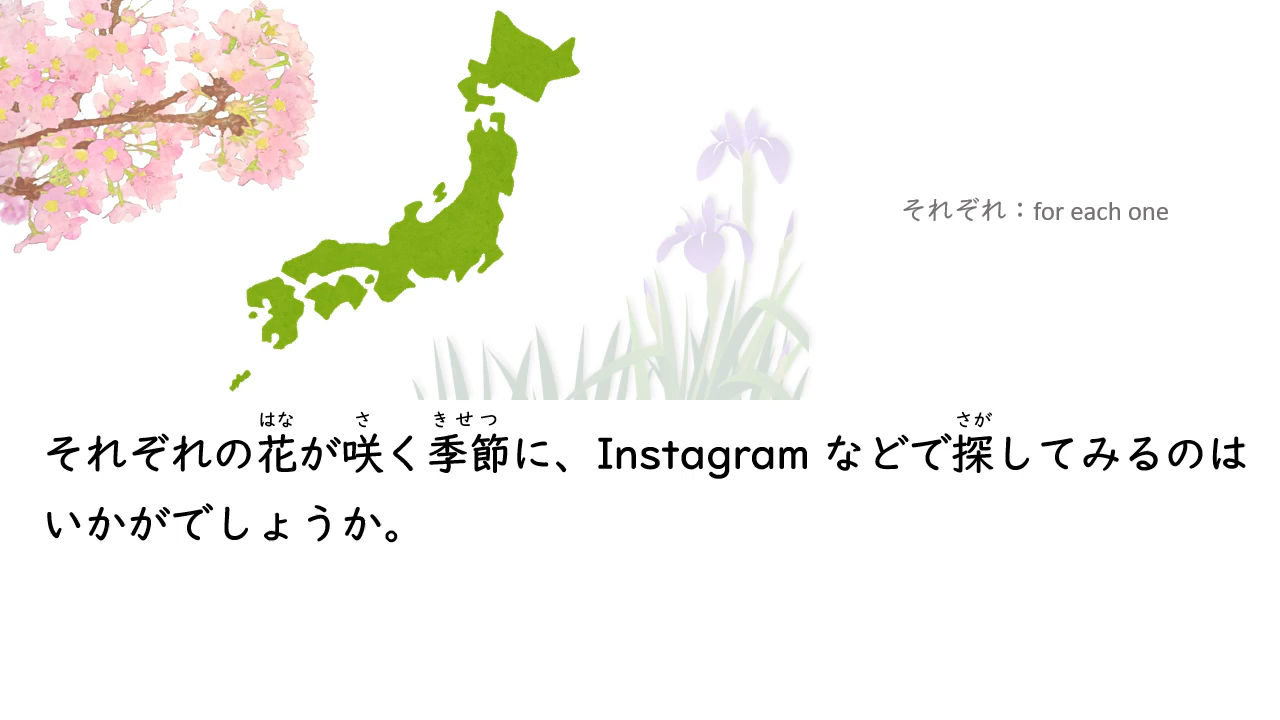 それぞれ：for each one
それぞれの花が咲く季節に、Instagram などで探してみるのは
はな さ きせつ さが
いかがでしょうか。